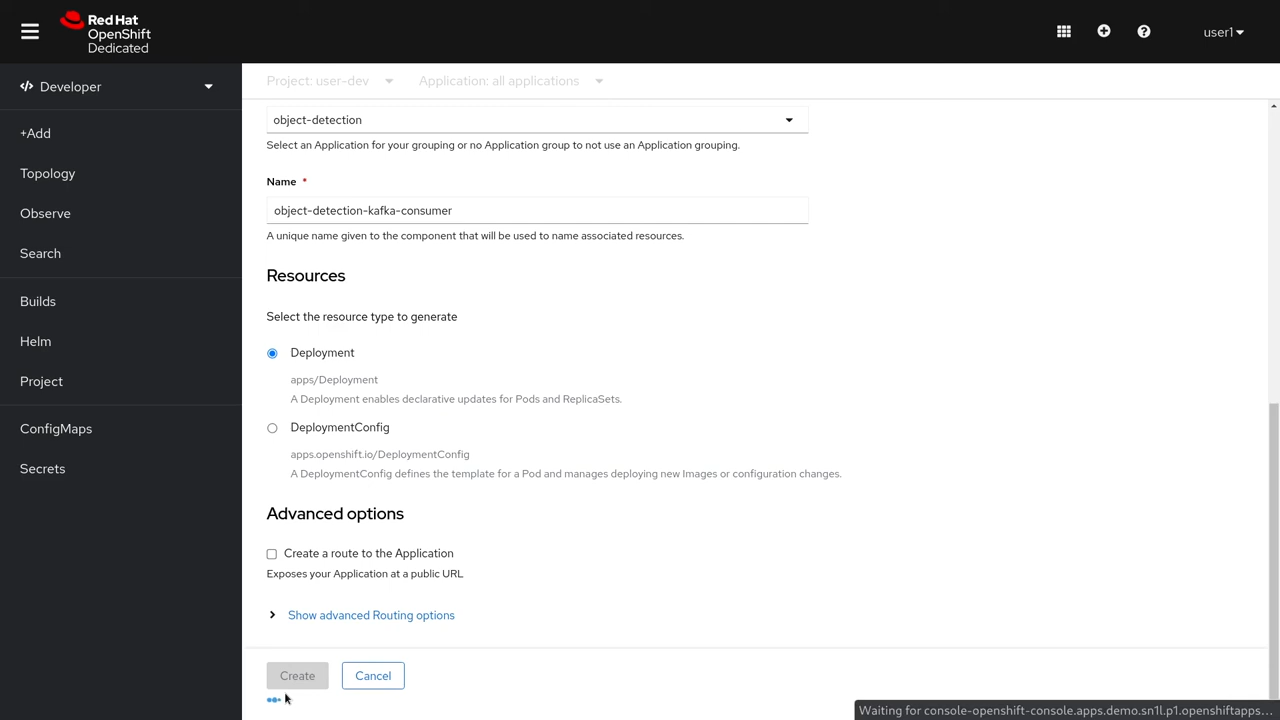 Red Hat
OpenShift
Dedicated
user1
Developer
Project: user-dev
Application: all applications
+Add
Topology
Observe
Search
Builds
Helm
Project
ConfigMaps
Secrets
object-detection
Select an Application for your grouping or no Application group to not use an Application grouping.
Name *
object-detection-kafka-consumer
A unique name given to the component that will be used to name associated resources.
Resources
Select the resource type to generate
Deployment
apps/Deployment
A Deployment enables declarative updates for Pods and ReplicaSets.
DeploymentConfig
apps.openshift.io/DeploymentConfig
A DeploymentConfig defines the template for a Pod and manages deploying new Images or configuration changes.
Advanced options
Create a route to the Application
Exposes your Application at a public URL
Show advanced Routing options
Create
Cancel
Waiting for console-openshift-console.apps.demo.sn1l.p1.openshiftapps...